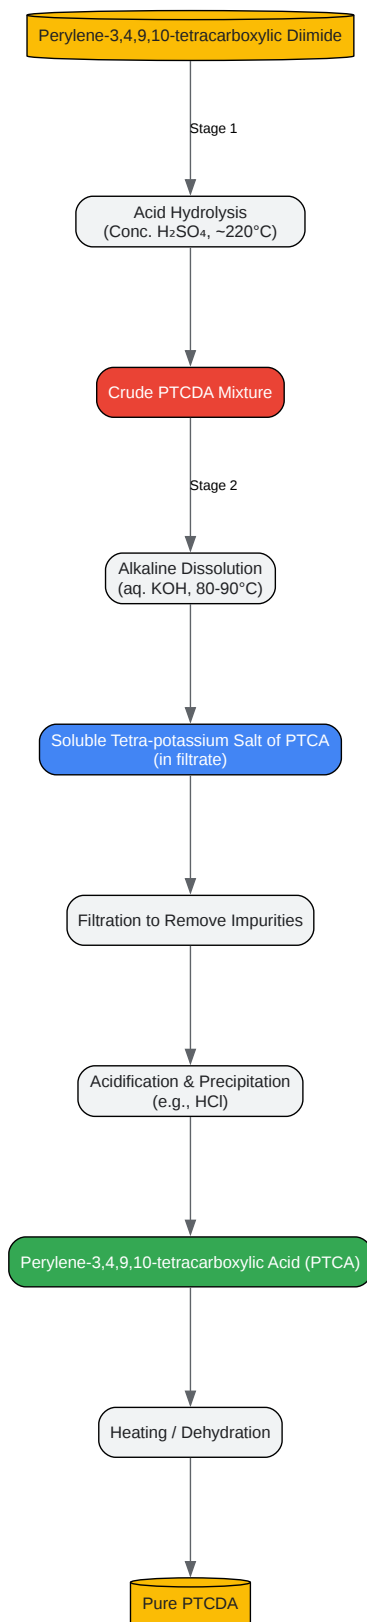 Perylene-3,4,9,10-tetracarboxylic Diimide
Stage 1
Acid Hydrolysis
(Conc. H₂SO₄, ~220°C)
Crude PTCDA Mixture
Stage 2
Alkaline Dissolution
(aq. KOH, 80-90°C)
Soluble Tetra-potassium Salt of PTCA
(in filtrate)
Filtration to Remove Impurities
Acidification & Precipitation
(e.g., HCl)
Perylene-3,4,9,10-tetracarboxylic Acid (PTCA)
Heating / Dehydration
Pure PTCDA